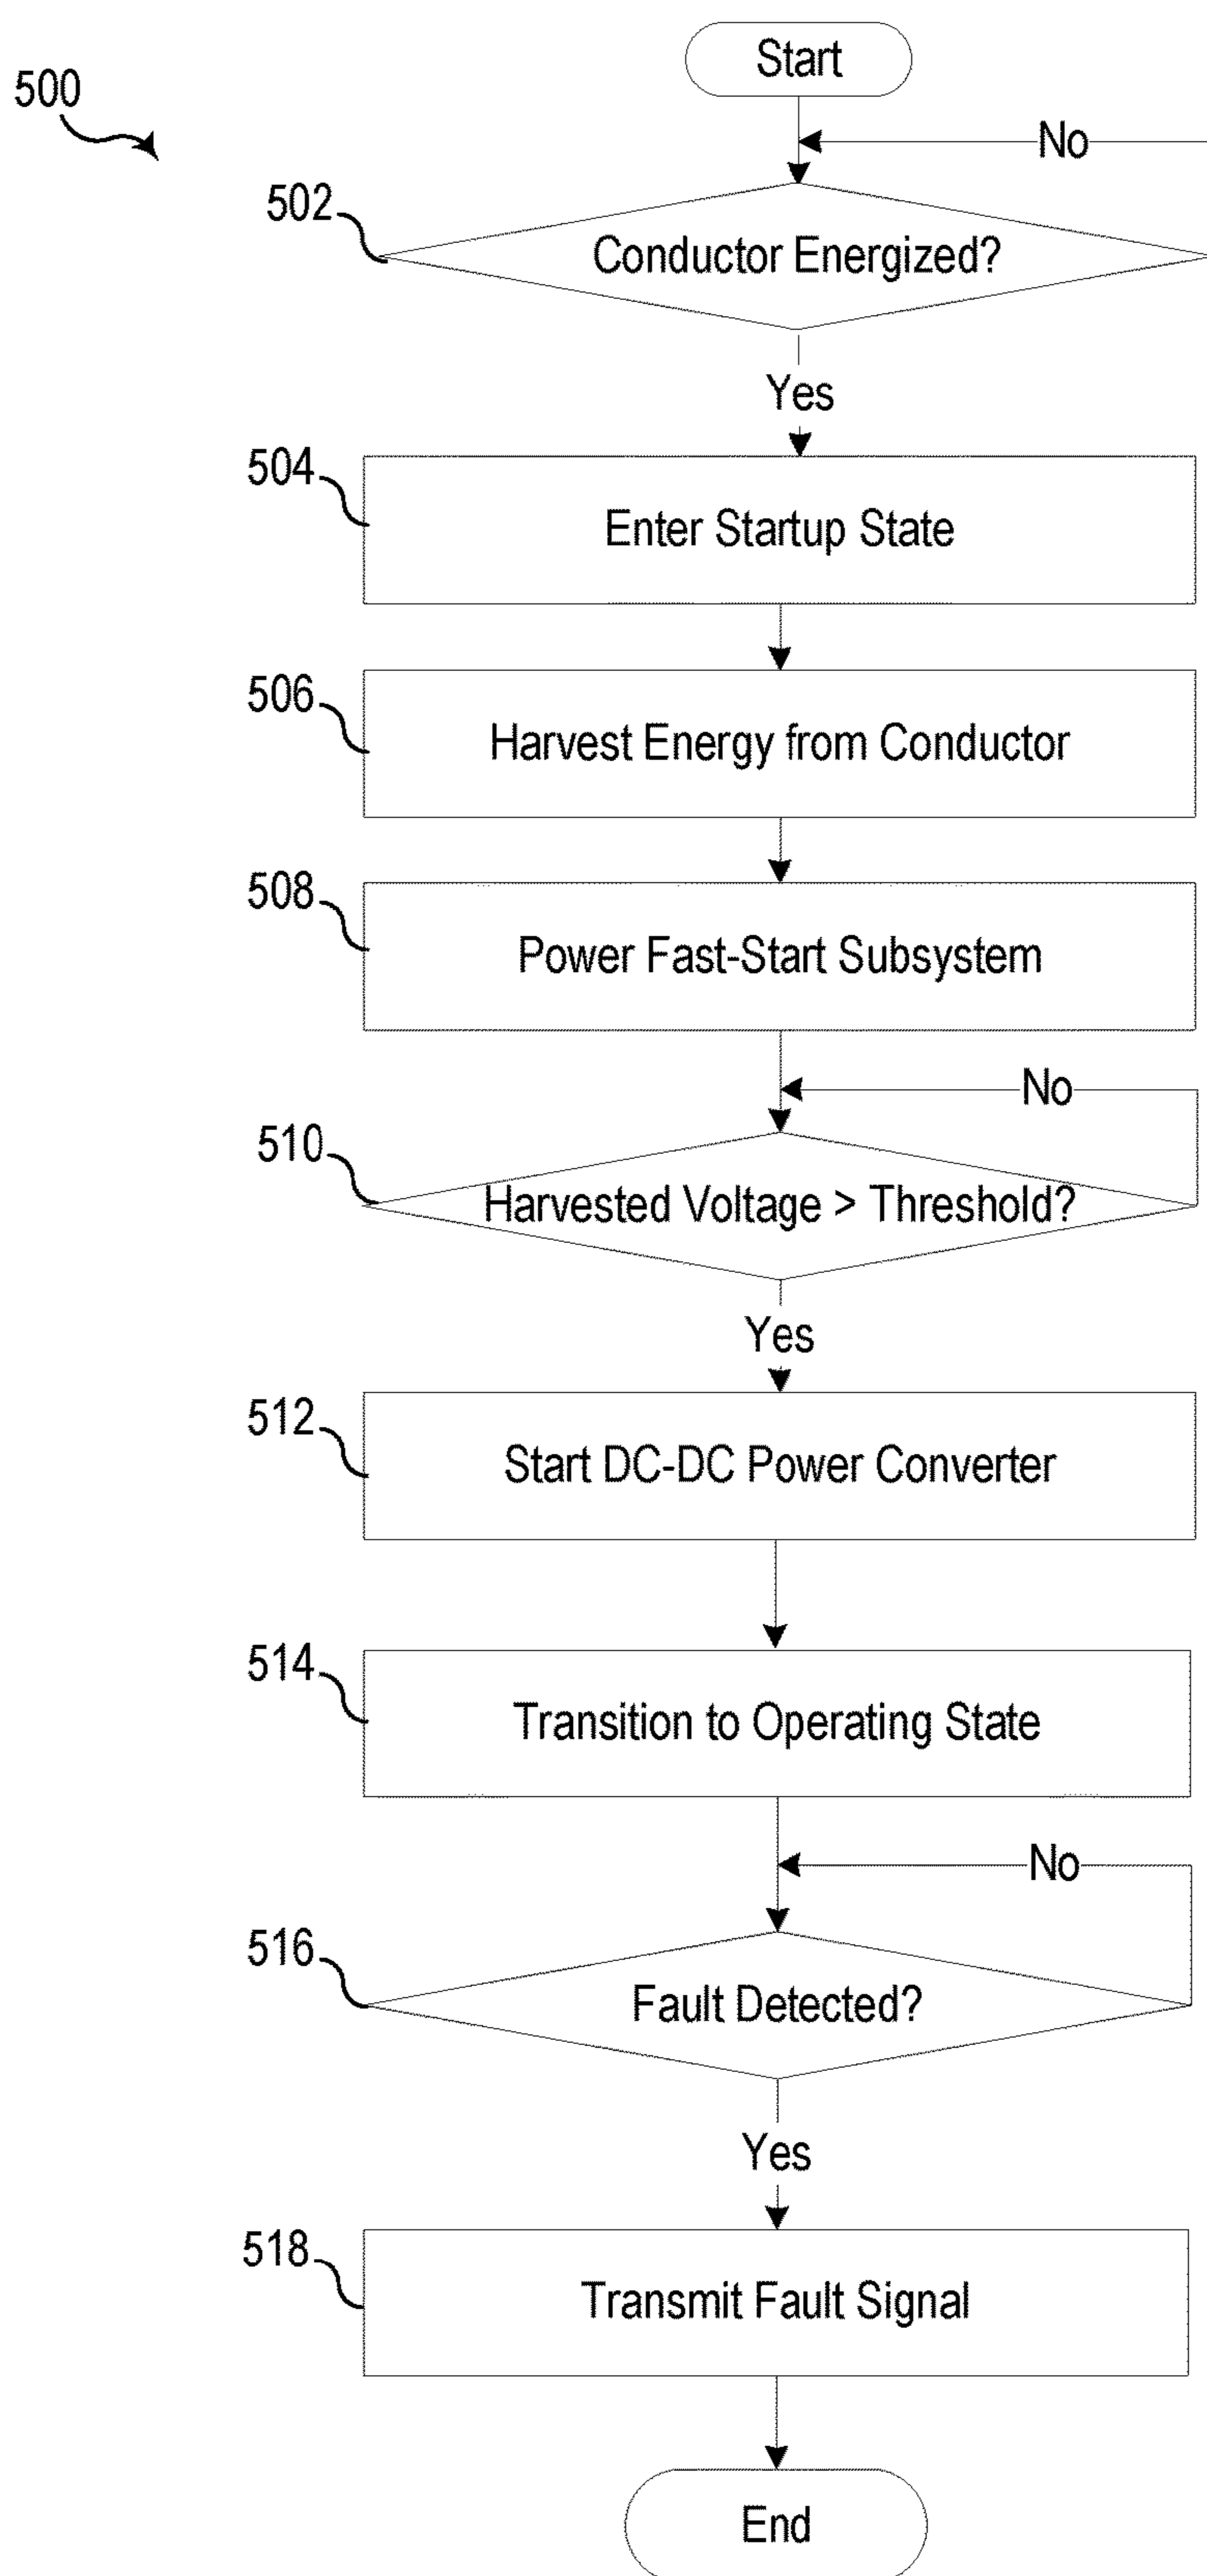 Start
500
No
502
Conductor Energized?
Yes
504
Enter Startup State
506
Harvest Energy from Conductor
508
Power Fast-Start Subsystem
No
510
Harvested Voltage > Threshold?
Yes
512
Start DC-DC Power Converter
514
Transition to Operating State
No
516
Fault Detected?
Yes
518
Transmit Fault Signal
End